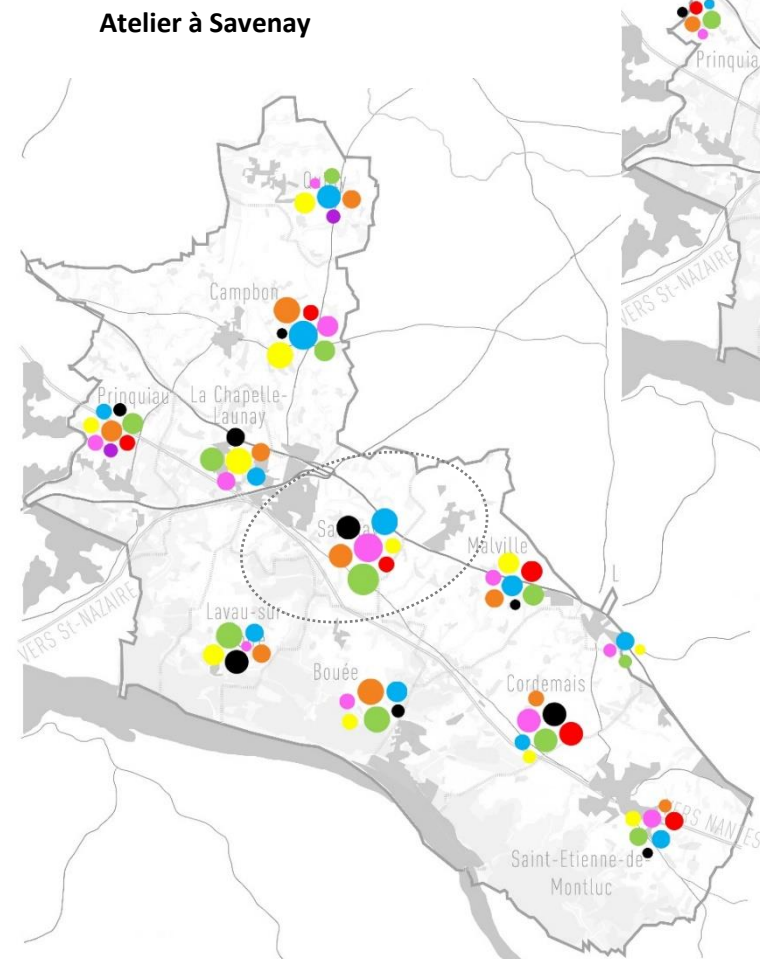 Atelier à Savenay
Prinquia
VERS St-NAZAIRE
Campbon
Prinquiau
La Chapelle-
Launay
Malville
VERS St-NAZAIRE
Lavau-sur
Bouée
Cordemais
VERS NANTES
Saint-Etienne-de-
Montluc